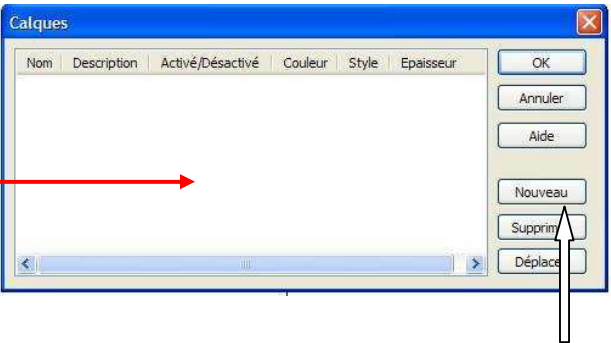 Calques
Nom Description Activé/Désactivé Couleur Style Epaisseur
OK
Annuler
Aide
Nouveau